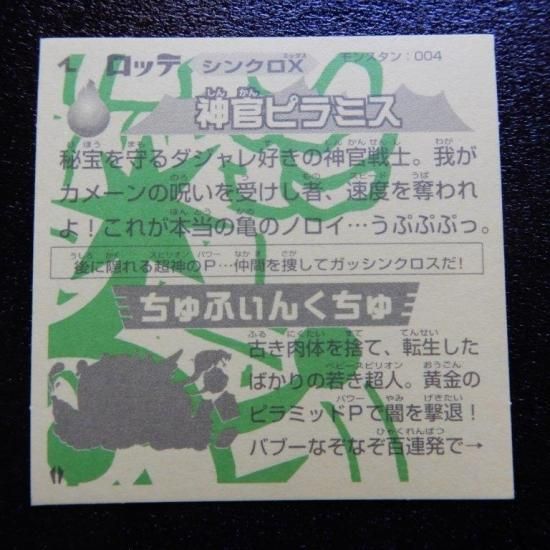 ロッテ シンクロX モンスタン：004
神官ピラミス
秘宝を守るダジャレ好きの神官戦士。我が
カメーンの呪いを受けし者、速度を奪われ
よ！これが本当の亀のノロイ…うぷぷぷっ。
後に隠れる超神のP…仲間を捜してガッシンクロスだ！
ちゅふぃんくちゅ
古き肉体を捨て、転生した
ばかりの若き超人。黄金の
ピラミッドPで闇を撃退！
バブーなぞなぞ百連発で→